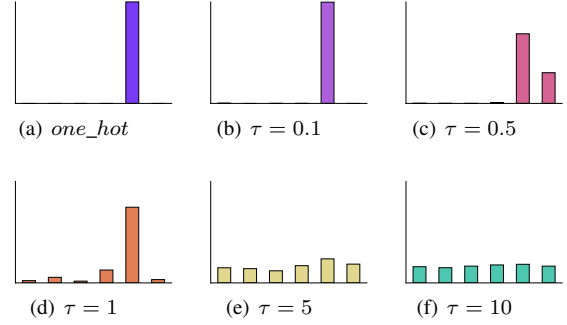 (a) one_hot
(b) τ = 0.1
(c) τ = 0.5
(d) τ = 1
(e) τ = 5
(f) τ = 10